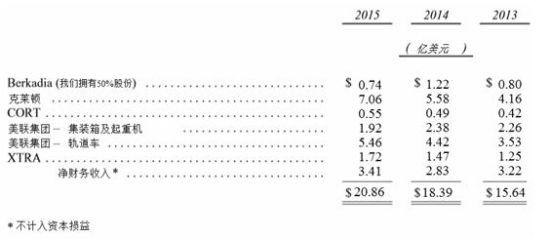 2015 2014 2013
( 亿美元 )
Berkadia (我们拥有50%股份) ........................ $ 0.74 $ 1.22 $ 0.80
克莱顿 ........................ 7.06 5.58 4.16
CORT ........................ 0.55 0.49 0.42
美联集团 – 集装箱及起重机 ........................ 1.92 2.38 2.26
美联集团 – 轨道车 ........................ 5.46 4.42 3.53
XTRA ........................ 1.72 1.47 1.25
净财务收入* ........................ 3.41 2.83 3.22
$20.86 $18.39 $15.64
*不计入资本损益